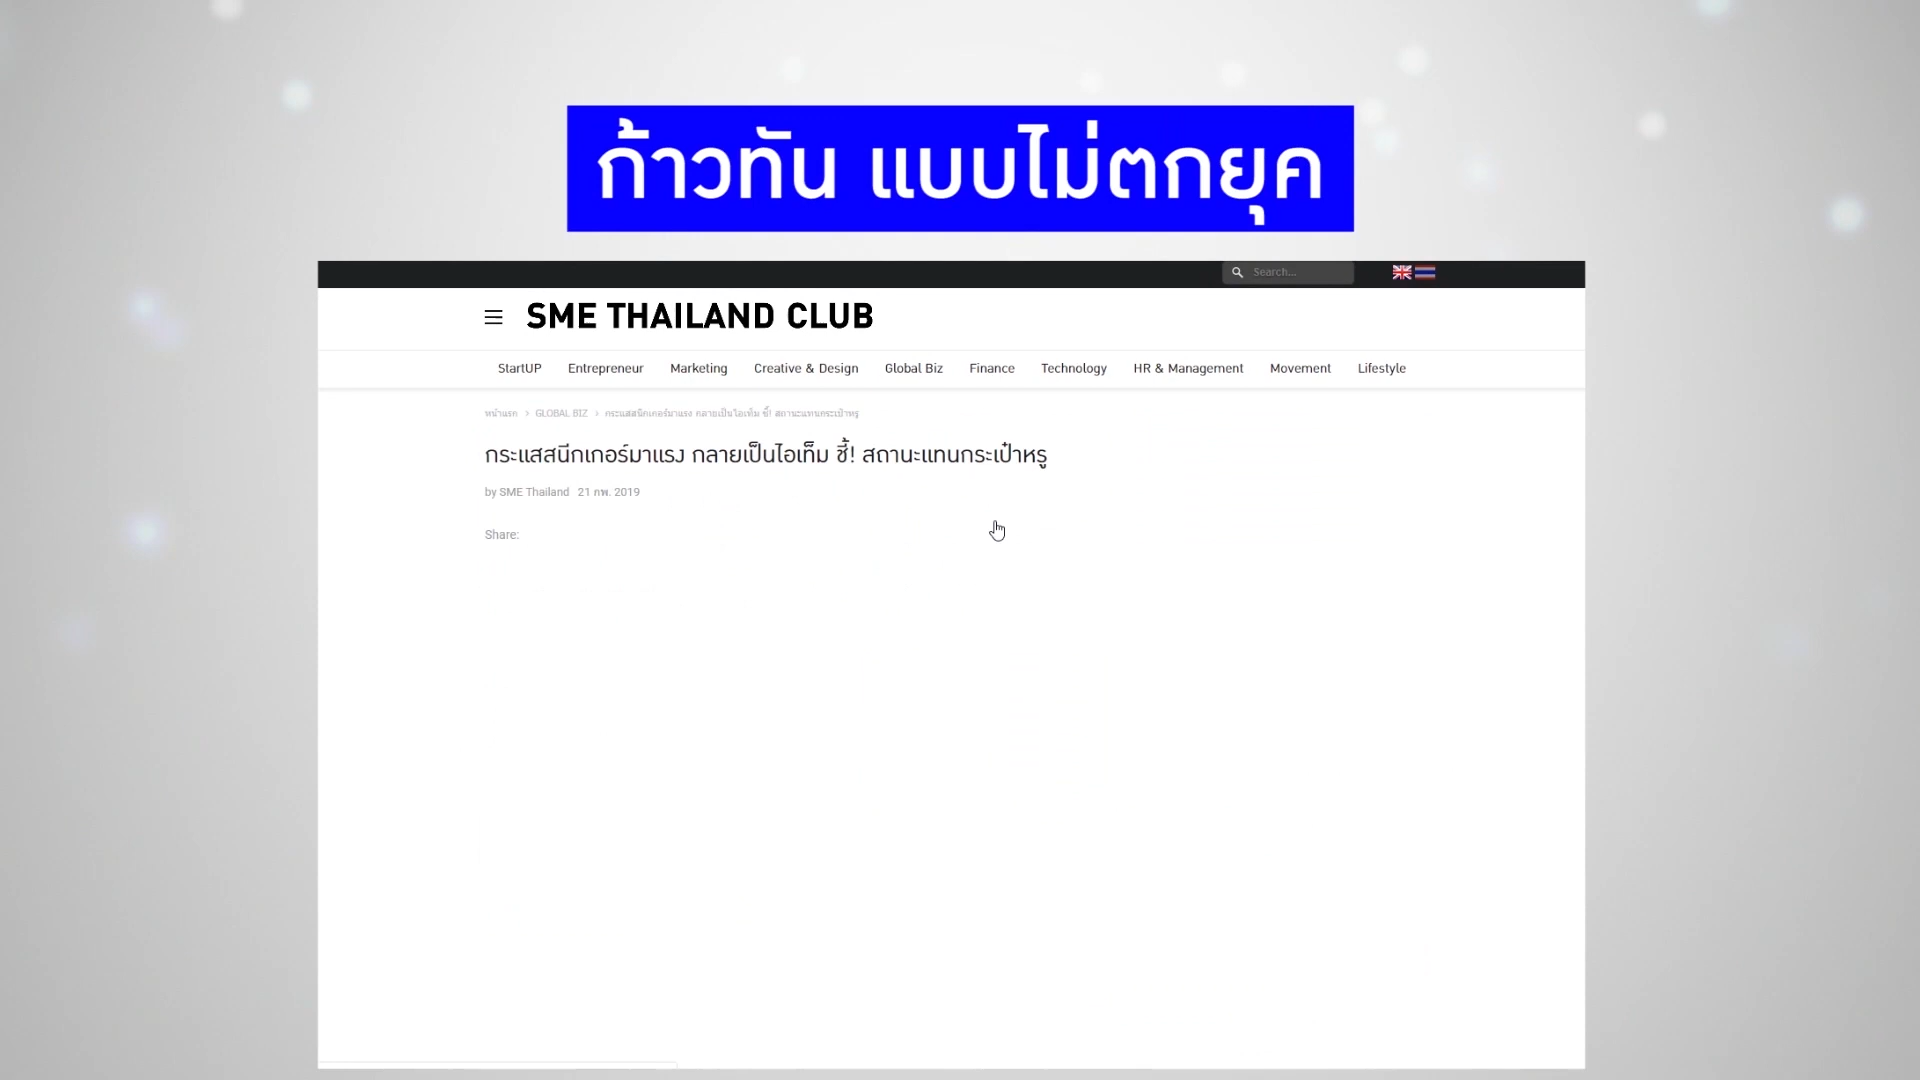 ก้าวทัน แบบไม่ตกยุค
Search...
SME THAILAND CLUB
StartUP Entrepreneur Marketing Creative & Design Global Biz Finance Technology HR & Management Movement Lifestyle
หน้าแรก > GLOBAL BIZ > กระแสสนีกเกอร์มาแรง กลายเป็นไอเท็ม ชี้! สถานะแทนกระเป๋าหรู
กระแสสนีกเกอร์มาแรง กลายเป็นไอเท็ม ชี้! สถานะแทนกระเป๋าหรู
by SME Thailand 21 กพ. 2019
Share: